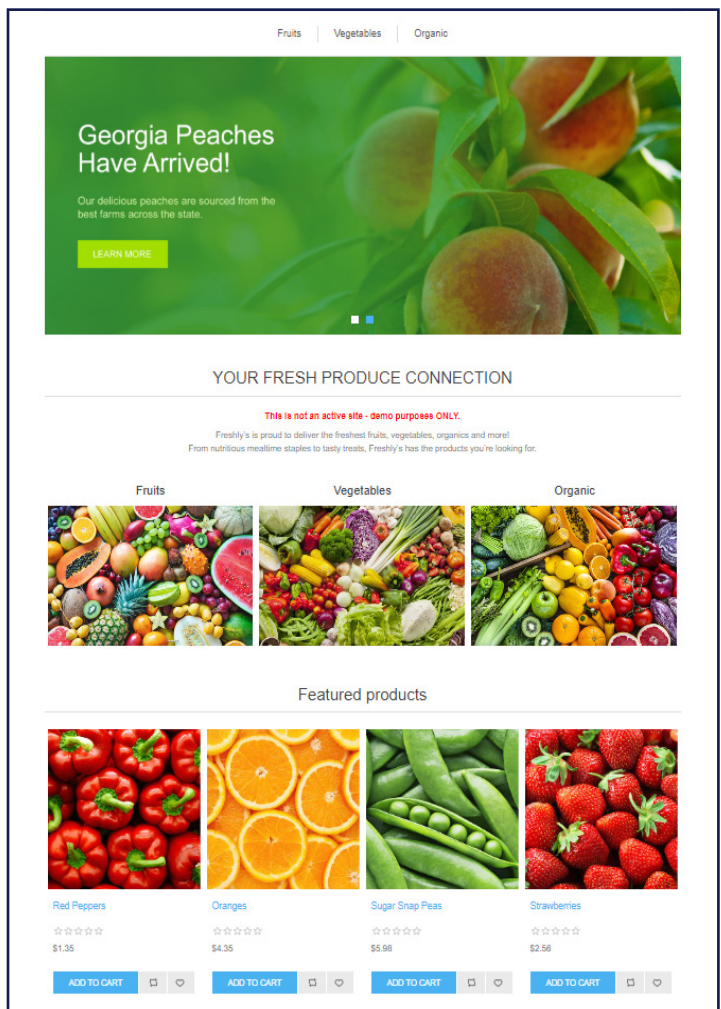 Fruits
Vegetables
Organic
Georgia Peaches
Have Arrived!
Our delicious peaches are sourced from the
best farms across the state.
LEARN MORE
YOUR FRESH PRODUCE CONNECTION
This is not an active site - demo purposes ONLY.
Freshly's is proud to deliver the freshest fruits, vegetables, organics and more!
From nutritious mealtime staples to tasty treats, Freshly's has the products you're looking for.
Fruits
Vegetables
Organic
Featured products
Red Peppers
$1.35
ADD TO CART
Oranges
$4.35
ADD TO CART
Sugar Snap Peas
$5.98
ADD TO CART
Strawberries
$2.56
ADD TO CART